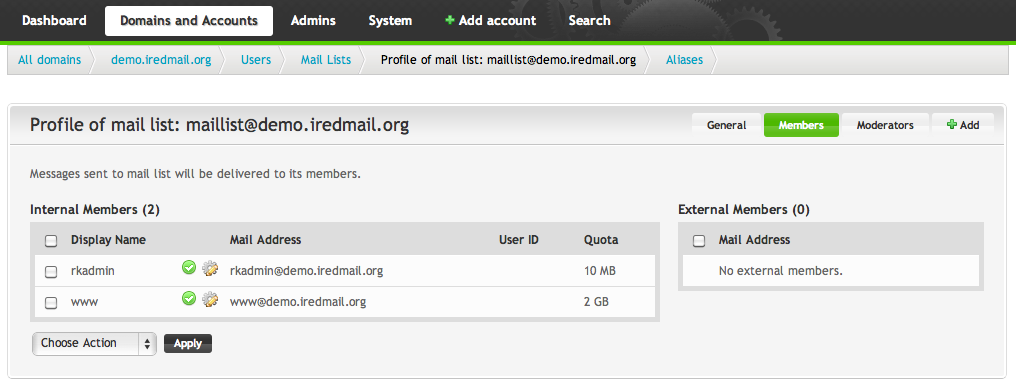 Dashboard Domains and Accounts Admins System Add account Search
All domains demo.iredmail.org Users Mail Lists Profile of mail list: maillist@demo.iredmail.org Aliases
Profile of mail list: maillist@demo.iredmail.org General Members Moderators Add
Messages sent to mail list will be delivered to its members.
Internal Members (2) External Members (0)
Display Name Mail Address User ID Quota Mail Address
rkadmin rkadmin@demo.iredmail.org 10 MB No external members.
www www@demo.iredmail.org 2 GB
Choose Action Apply